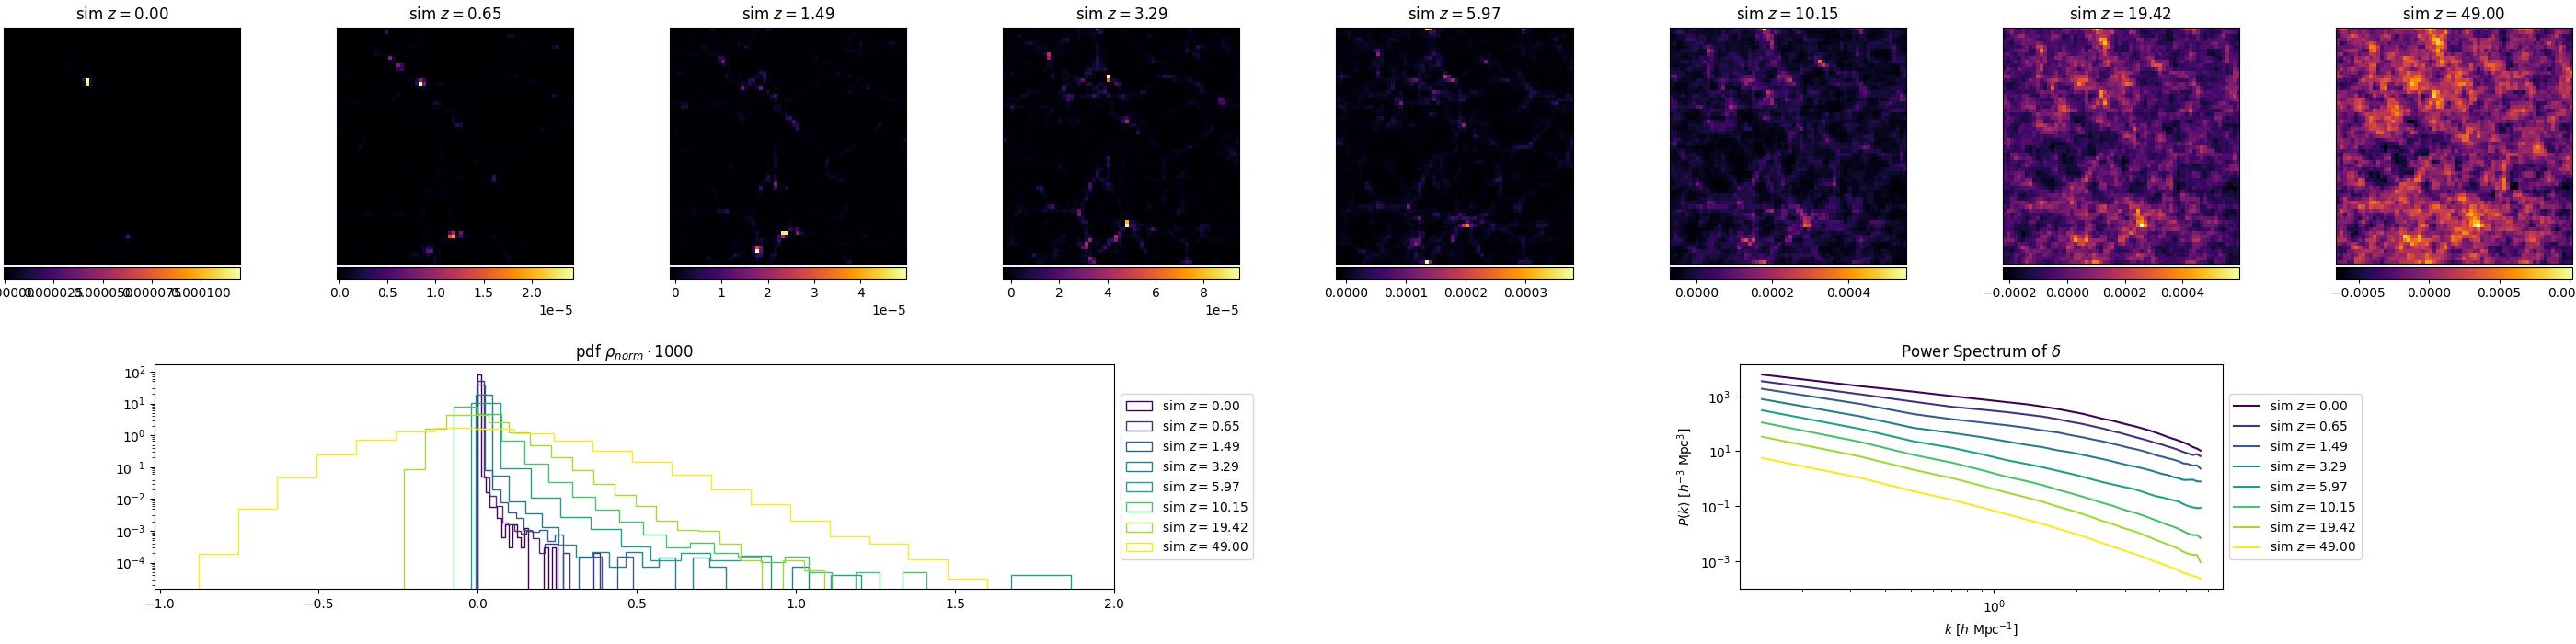 sim z = 0.00 sim z = 0.65 sim z = 1.49 sim z = 3.29 sim z = 5.97 sim z = 10.15 sim z = 19.42 sim z = 49.00
0.0 0.5 1.0 1.5 2.0 0 1 2 3 4 0 2 4 6 8 0.0000 0.0001 0.0002 0.0003 0.0000 0.0002 0.0004 −0.0002 0.0000 0.0002 0.0004 −0.0005 0.0000 0.0005
1e−5 1e−5 1e−5
pdf ρnorm · 1000
10² 
10¹
10⁰
10⁻¹
10⁻²
10⁻³
10⁻⁴
−1.0 −0.5 0.0 0.5 1.0 1.5 2.0
sim z = 0.00
sim z = 0.65
sim z = 1.49
sim z = 3.29
sim z = 5.97
sim z = 10.15
sim z = 19.42
sim z = 49.00
Power Spectrum of δ
P(k) [h⁻³ Mpc³]
10³
10¹
10⁻¹
10⁻³
10⁰
k [h Mpc⁻¹]
sim z = 0.00
sim z = 0.65
sim z = 1.49
sim z = 3.29
sim z = 5.97
sim z = 10.15
sim z = 19.42
sim z = 49.00